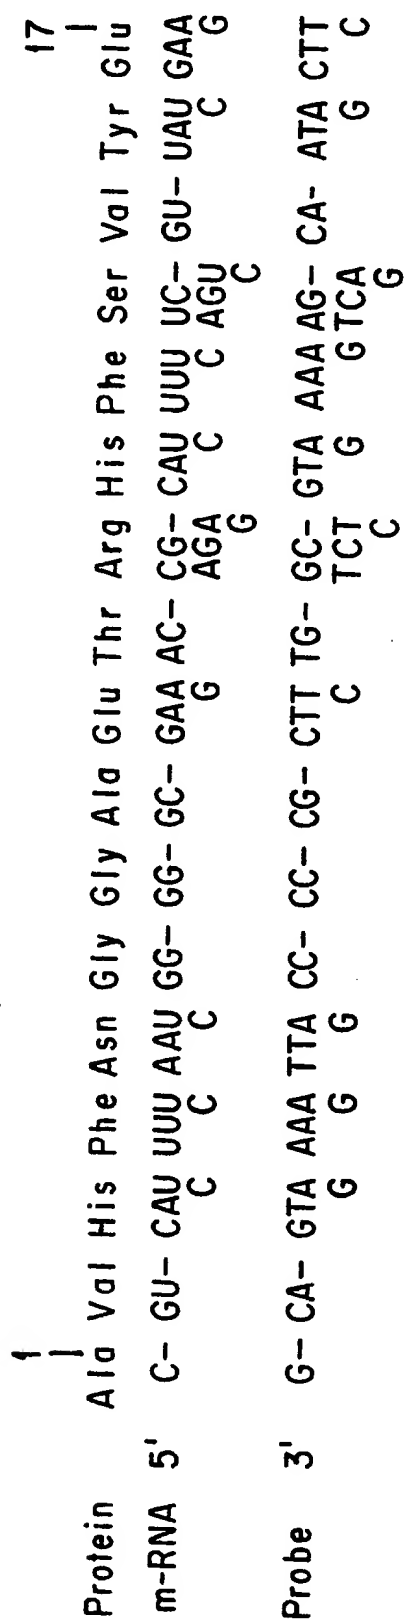 1 17
Protein Ala Val His Phe Asn Gly Gly Ala Glu Thr Arg His Phe Ser Val Tyr Glu
m-RNA 5' C– GU– CAU UUU AAU GG– GG– GC– GAA AC– CG– CAU UUU UC– GU– UAU GAA
C C C G AGA C C AGU C G
G C
Probe 3' G– CA– GTA AAA TTA CC– CC– CG– CTT TG– GC– GTA AAA AG– CA– ATA CTT
G G G C TCT G G TCA G C
C G